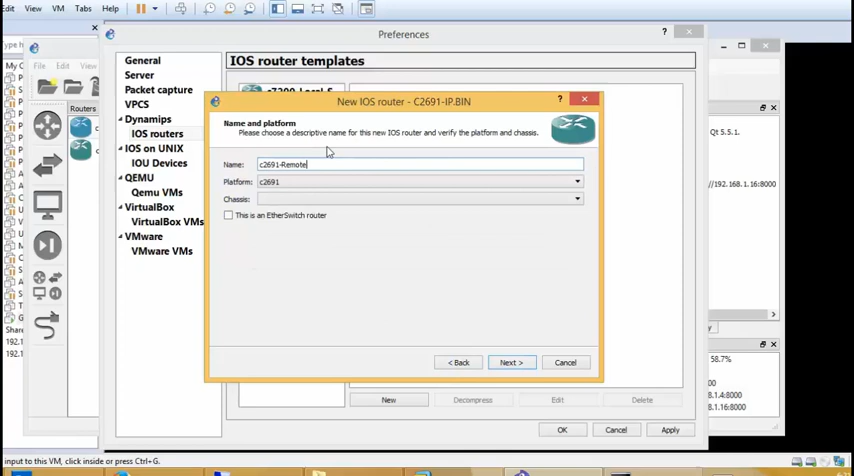 Edit View VM Tabs Help
Preferences
?
File
General
Server
Packet capture
VPCS
Dynamips
IOS routers
IOS on UNIX
IOU Devices
QEMU
Qemu VMs
VirtualBox
VirtualBox VMs
VMware
VMware VMs
Routers
IOS router templates
New IOS router - C2691-IP.BIN
?
Name and platform
Please choose a descriptive name for this new IOS router and verify the platform and chassis.
Name: c2691-Remote
Platform: c2691
Chassis:
This is an EtherSwitch router
< Back Next > Cancel
New Decompress Edit Delete
OK Cancel Apply
Qt 5.5.1.
//192.168.1.16:8000
58.7%
.1.4:8000
.1.16:8000
192.1
192.1
input to this VM, click inside or press Ctrl+G.